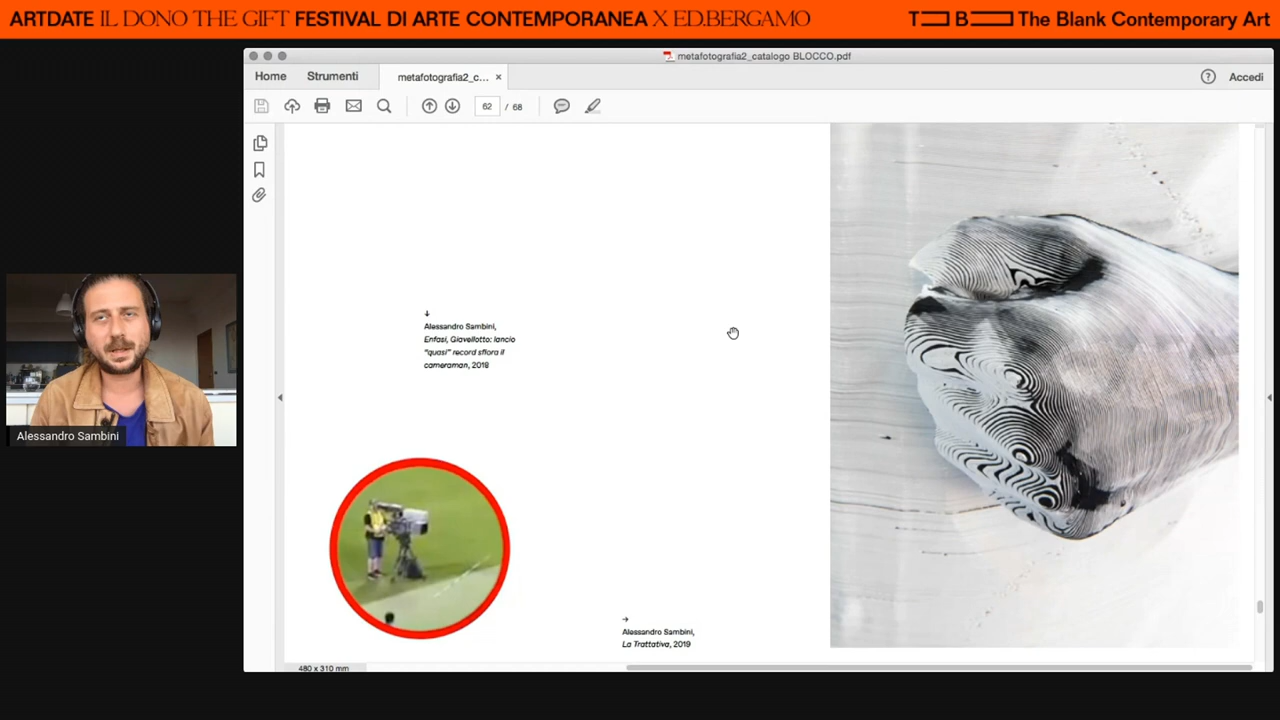 ARTDATE IL DONO THE GIFT FESTIVAL DI ARTE CONTEMPORANEA X ED.BERGAMO
The Blank Contemporary Art
metafotografia2_catalogo BLOCCO.pdf
Home Strumenti metafotografia2_c... ×
? Accedi
62 / 68
↓
Alessandro Sambini,
Enfasi, Giavellotto: lancio
"quasi" record sfiora il
cameraman, 2019
Alessandro Sambini
→
Alessandro Sambini,
La Trattativa, 2019
480 x 310 mm